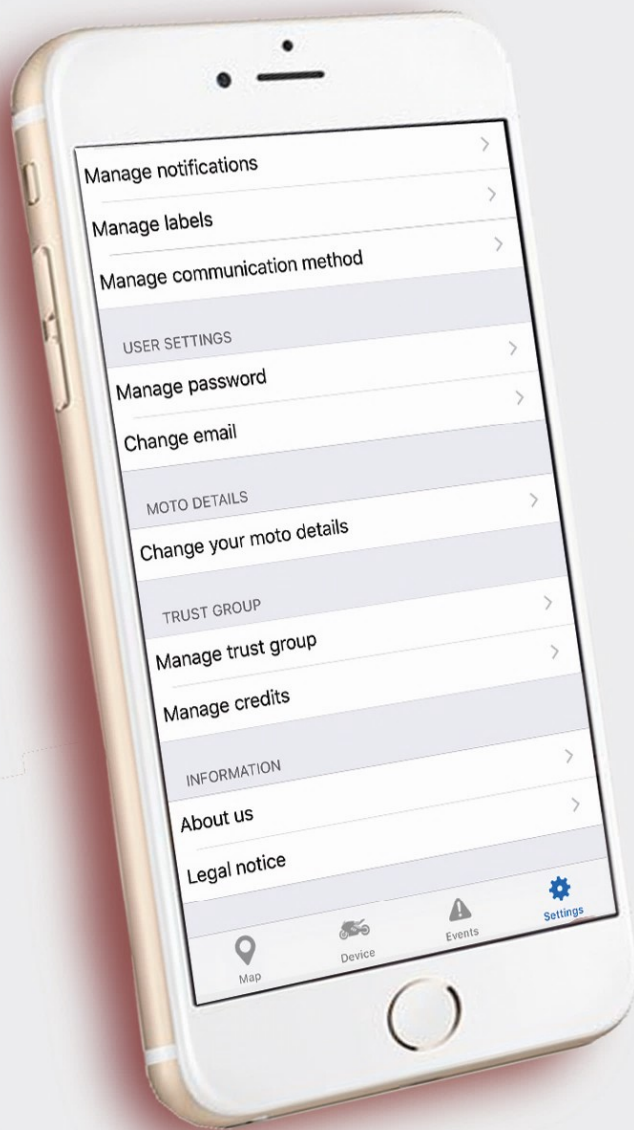 Manage notifications
Manage labels
Manage communication method
USER SETTINGS
Manage password
Change email
MOTO DETAILS
Change your moto details
TRUST GROUP
Manage trust group
Manage credits
INFORMATION
About us
Legal notice
Map
Device
Events
Settings